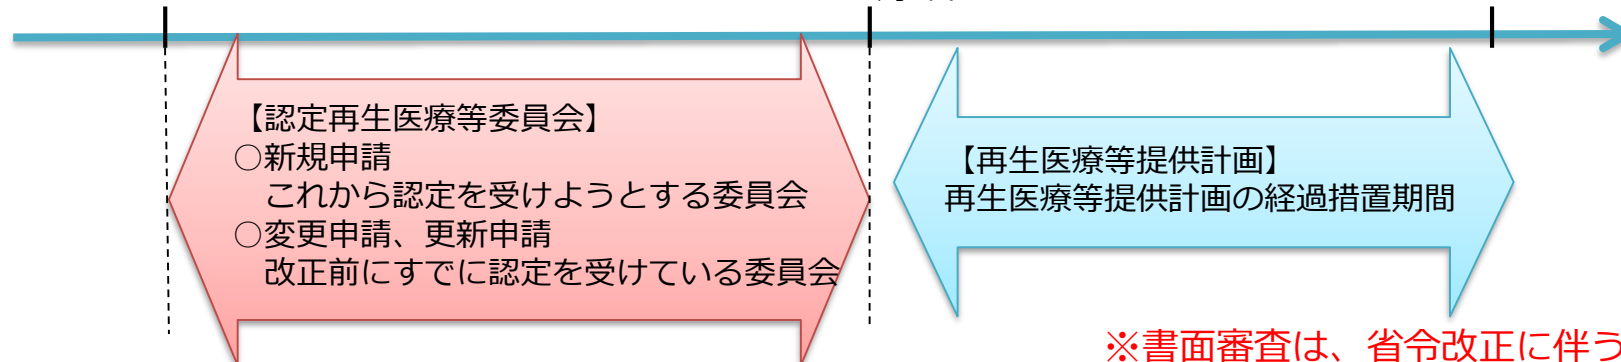 【認定再生医療等委員会】
○新規申請
これから認定を受けようとする委員会
○変更申請、更新申請
改正前にすでに認定を受けている委員会
【再生医療等提供計画】
再生医療等提供計画の経過措置期間
※書面審査は、省令改正に伴う